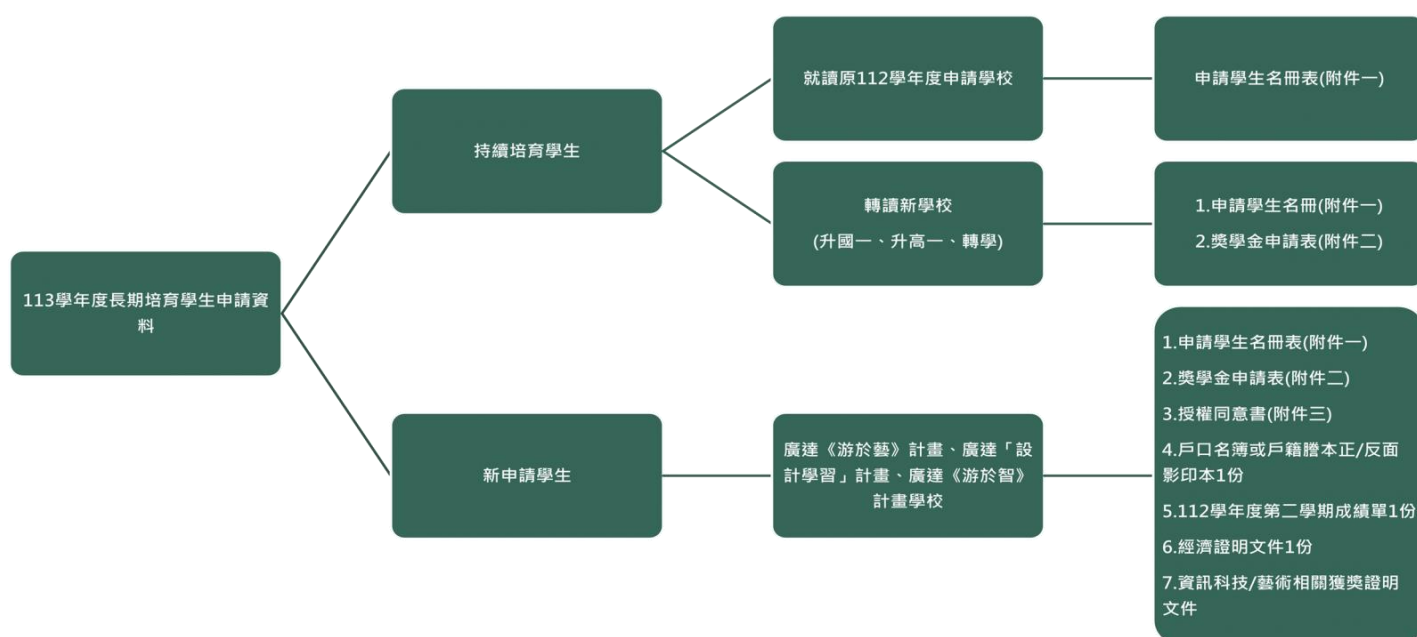 113學年度長期培育學生申請資
料
持續培育學生
就讀原112學年度申請學校
申請學生名冊表(附件一)
轉讀新學校
(升國一、升高一、轉學)
1.申請學生名冊(附件一)
2.獎學金申請表(附件二)
新申請學生
廣達《游於藝》計畫、廣達「設
計學習」計畫、廣達《游於智》
計畫學校
1.申請學生名冊表(附件一)
2.獎學金申請表(附件二)
3.授權同意書(附件三)
4.戶口名簿或戶籍謄本正/反面
影印本1份
5.112學年度第二學期成績單1份
6.經濟證明文件1份
7.資訊科技/藝術相關獲獎證明
文件